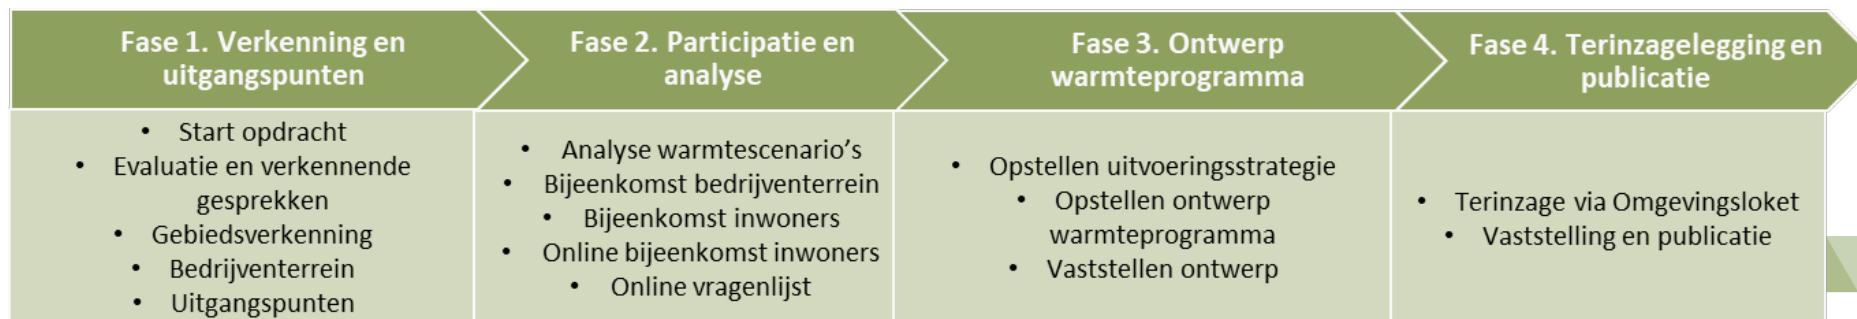 Fase 1. Verkenning en
uitgangspunten
• Start opdracht
• Evaluatie en verkennende
gesprekken
• Gebiedsverkenning
• Bedrijventerrein
• Uitgangspunten
Fase 2. Participatie en
analyse
• Analyse warmtescenario's
• Bijeenkomst bedrijventerrein
• Bijeenkomst inwoners
• Online bijeenkomst inwoners
• Online vragenlijst
Fase 3. Ontwerp
warmteprogramma
• Opstellen uitvoeringsstrategie
• Opstellen ontwerp
warmteprogramma
• Vaststellen ontwerp
Fase 4. Terinzagelegging en
publicatie
• Terinzage via Omgevingsloket
• Vaststelling en publicatie